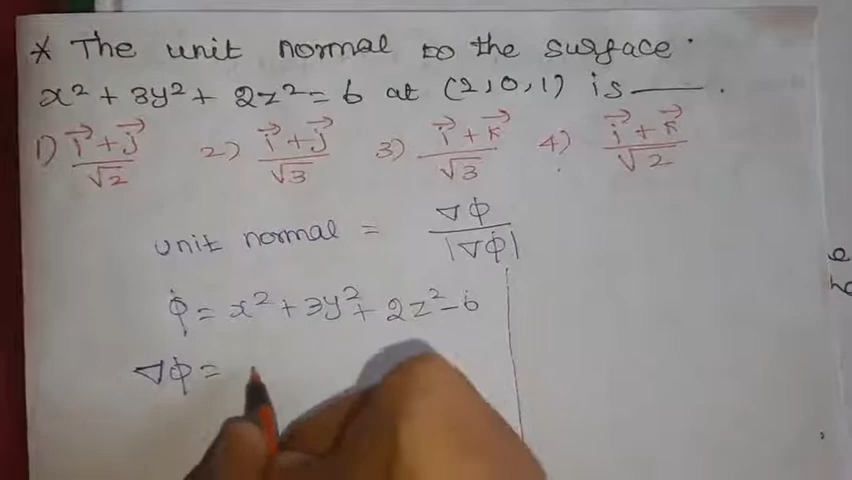 * The unit normal to the surface
x² + 3y² + 2z² = 6 at (2,0,1) is ____.
1) (i⃗ + j⃗)/√2 2) (i⃗ + j⃗)/√3 3) (i⃗ + k⃗)/√3 4) (i⃗ + k⃗)/√2
unit normal = ∇φ/|∇φ|
φ = x² + 3y² + 2z² - 6
∇φ =